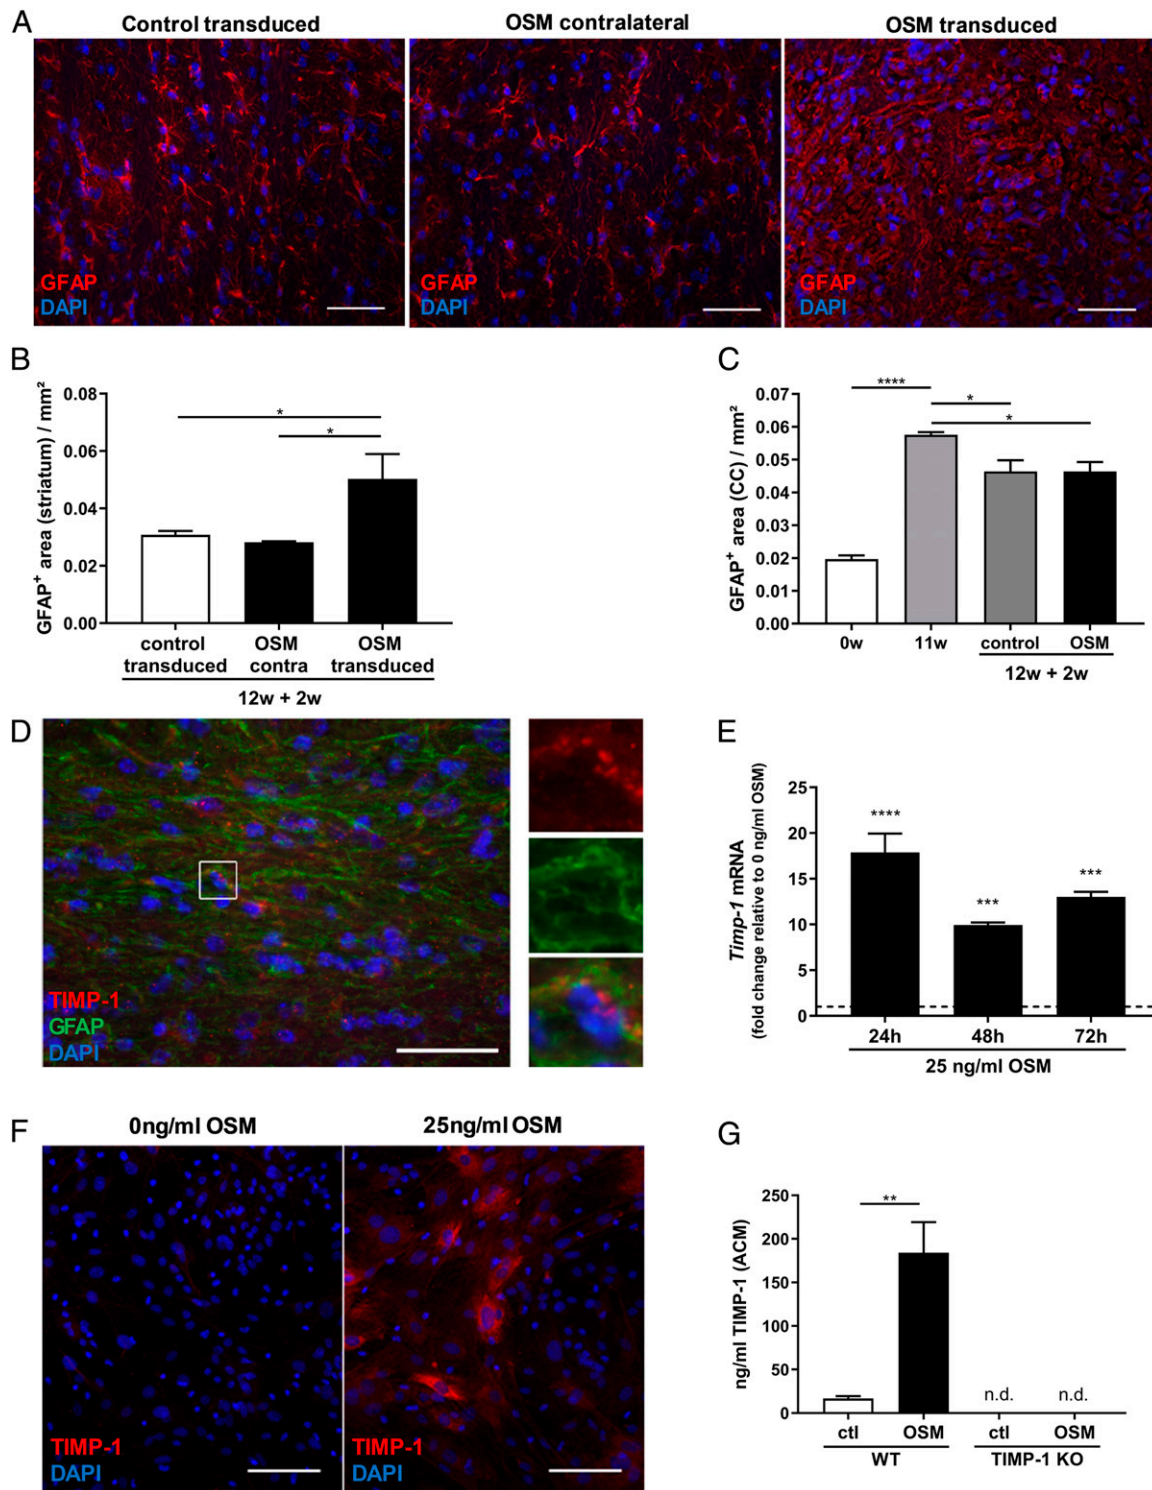 A
Control transduced
OSM contralateral
OSM transduced
GFAP
DAPI
GFAP
DAPI
GFAP
DAPI
B
GFAP⁺ area (striatum) / mm²
0.08
0.06
0.04
0.02
0.00
*
*
control
transduced
OSM
contra
OSM
transduced
12w + 2w
C
GFAP⁺ area (CC) / mm²
0.07
0.06
0.05
0.04
0.03
0.02
0.01
0.00
****
*
*
0w
11w
control
OSM
12w + 2w
D
TIMP-1
GFAP
DAPI
E
Timp-1 mRNA
(fold change relative to 0 ng/ml OSM)
25
20
15
10
5
0
****
***
***
24h
48h
72h
25 ng/ml OSM
F
0ng/ml OSM
25ng/ml OSM
TIMP-1
DAPI
TIMP-1
DAPI
G
ng/ml TIMP-1 (ACM)
250
200
150
100
50
0
**
n.d.
n.d.
ctl
OSM
ctl
OSM
WT
TIMP-1 KO